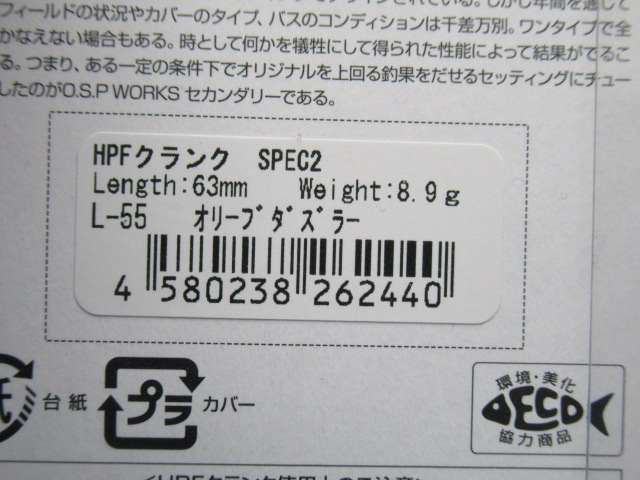 フィールドの状況やカバーのタイプ、バスのコンディションは千差万別。ワンタイプで全
かなえない場合もある。時として何かを犠牲にして得られた性能によって結果がでるこ
る。つまり、ある一定の条件下でオリジナルを上回る釣果をだせるセッティングにチュー
したのがO.S.P WORKS セカンダリーである。
HPFクランク SPEC2
Length:63mm Weight:8.9g
L-55 オリーブダズラー
4 580238 262440
紙 台紙 プラ カバー
環境・美化
ECO
協力商品